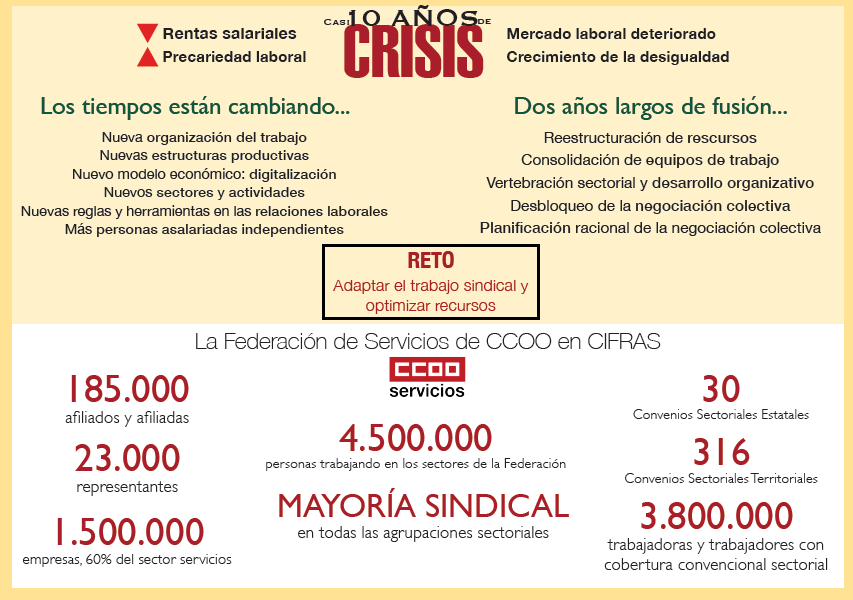 Casi 10 AÑOS DE
CRISIS
Rentas salariales
Precariedad laboral
Mercado laboral deteriorado
Crecimiento de la desigualdad
Los tiempos están cambiando...
Nueva organización del trabajo
Nuevas estructuras productivas
Nuevo modelo económico: digitalización
Nuevos sectores y actividades
Nuevas reglas y herramientas en las relaciones laborales
Más personas asalariadas independientes
Dos años largos de fusión...
Reestructuración de rescursos
Consolidación de equipos de trabajo
Vertebración sectorial y desarrollo organizativo
Desbloqueo de la negociación colectiva
Planificación racional de la negociación colectiva
RETO
Adaptar el trabajo sindical y
optimizar recursos
La Federación de Servicios de CCOO en CIFRAS
CCOO
servicios
185.000
afiliados y afiliadas
23.000
representantes
1.500.000
empresas, 60% del sector servicios
4.500.000
personas trabajando en los sectores de la Federación
MAYORÍA SINDICAL
en todas las agrupaciones sectoriales
30
Convenios Sectoriales Estatales
316
Convenios Sectoriales Territoriales
3.800.000
trabajadoras y trabajadores con
cobertura convencional sectorial